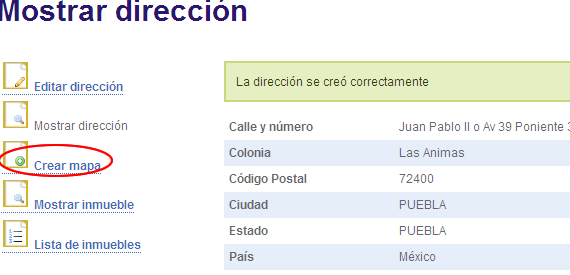 Mostrar dirección
Editar dirección
Mostrar dirección
Crear mapa
Mostrar inmueble
Lista de inmuebles
La dirección se creó correctamente
Calle y número Juan Pablo II o Av 39 Poniente
Colonia Las Animas
Código Postal 72400
Ciudad PUEBLA
Estado PUEBLA
País México